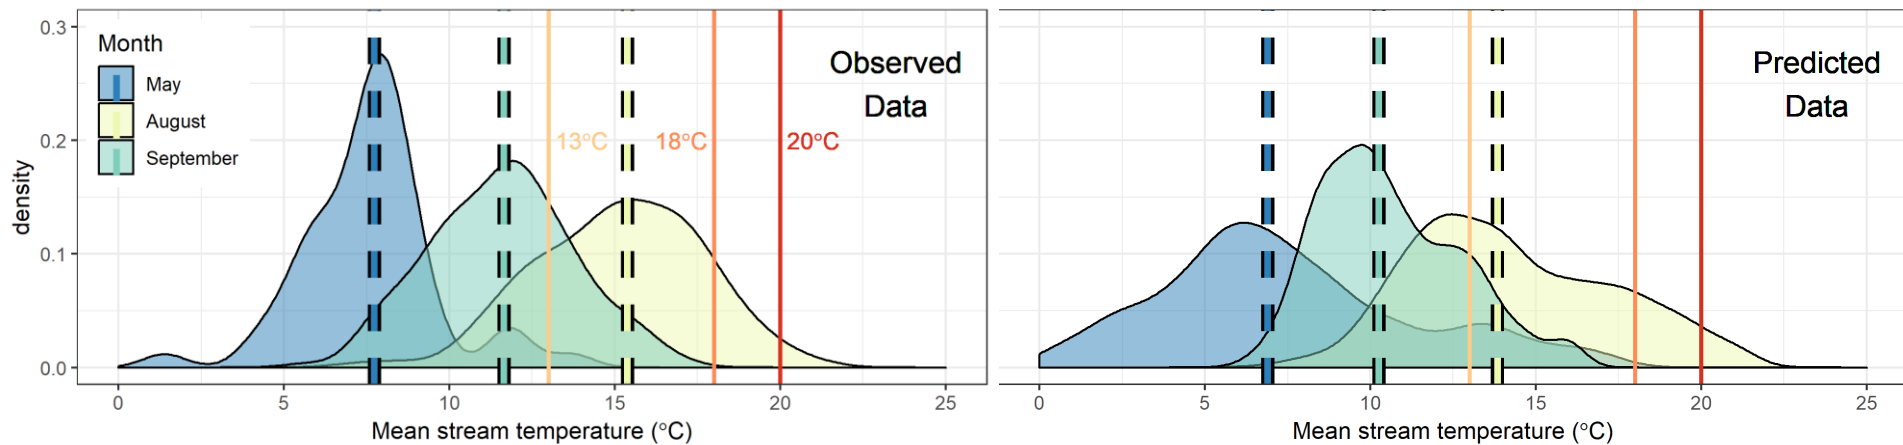 Month
May
August
September
Observed
Data
13°C
18°C
20°C
density
0.3
0.2
0.1
0.0
0
5
10
15
20
25
Mean stream temperature (°C)
Predicted
Data
0
5
10
15
20
25
Mean stream temperature (°C)